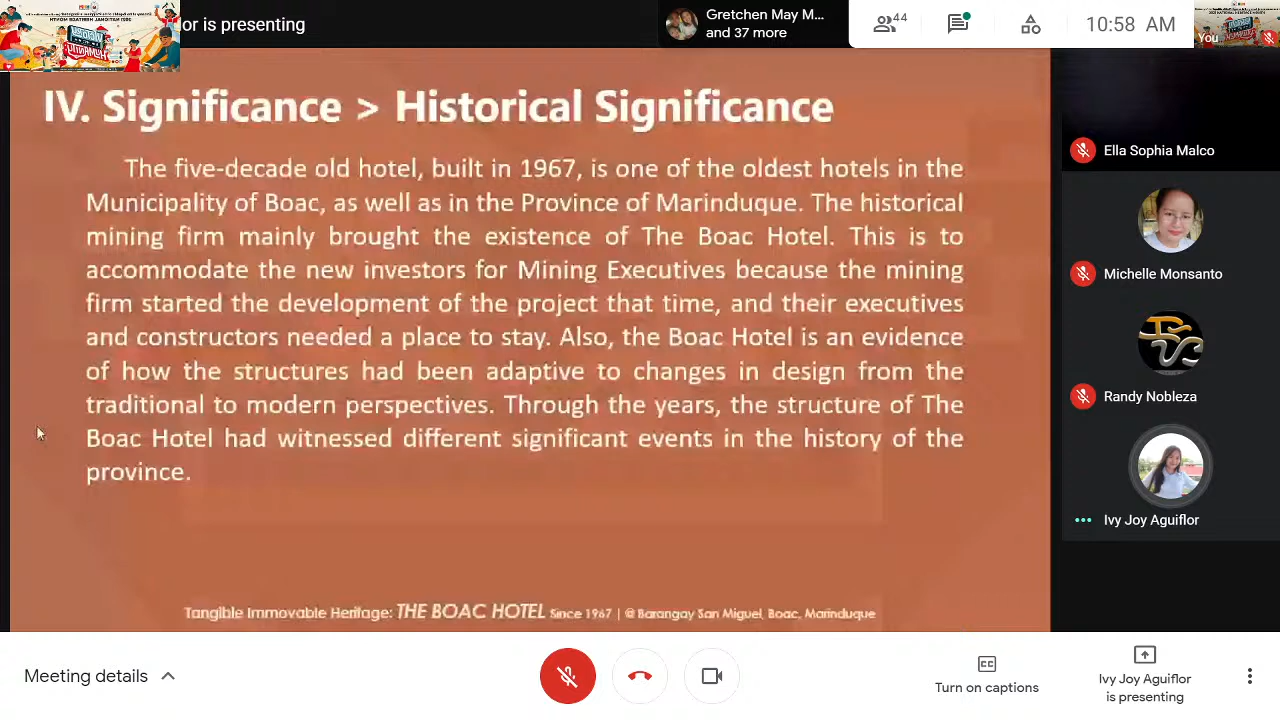 or is presenting
Gretchen May M...
and 37 more
44
10:58 AM
You
IV. Significance > Historical Significance
The five-decade old hotel, built in 1967, is one of the oldest hotels in the
Municipality of Boac, as well as in the Province of Marinduque. The historical
mining firm mainly brought the existence of The Boac Hotel. This is to
accommodate the new investors for Mining Executives because the mining
firm started the development of the project that time, and their executives
and constructors needed a place to stay. Also, the Boac Hotel is an evidence
of how the structures had been adaptive to changes in design from the
traditional to modern perspectives. Through the years, the structure of The
Boac Hotel had witnessed different significant events in the history of the
province.
Tangible Immovable Heritage: THE BOAC HOTEL Since 1967 | @ Barangay San Miguel, Boac, Marinduque
Ella Sophia Malco
Michelle Monsanto
Randy Nobleza
Ivy Joy Aguiflor
Meeting details
Turn on captions
Ivy Joy Aguiflor
is presenting